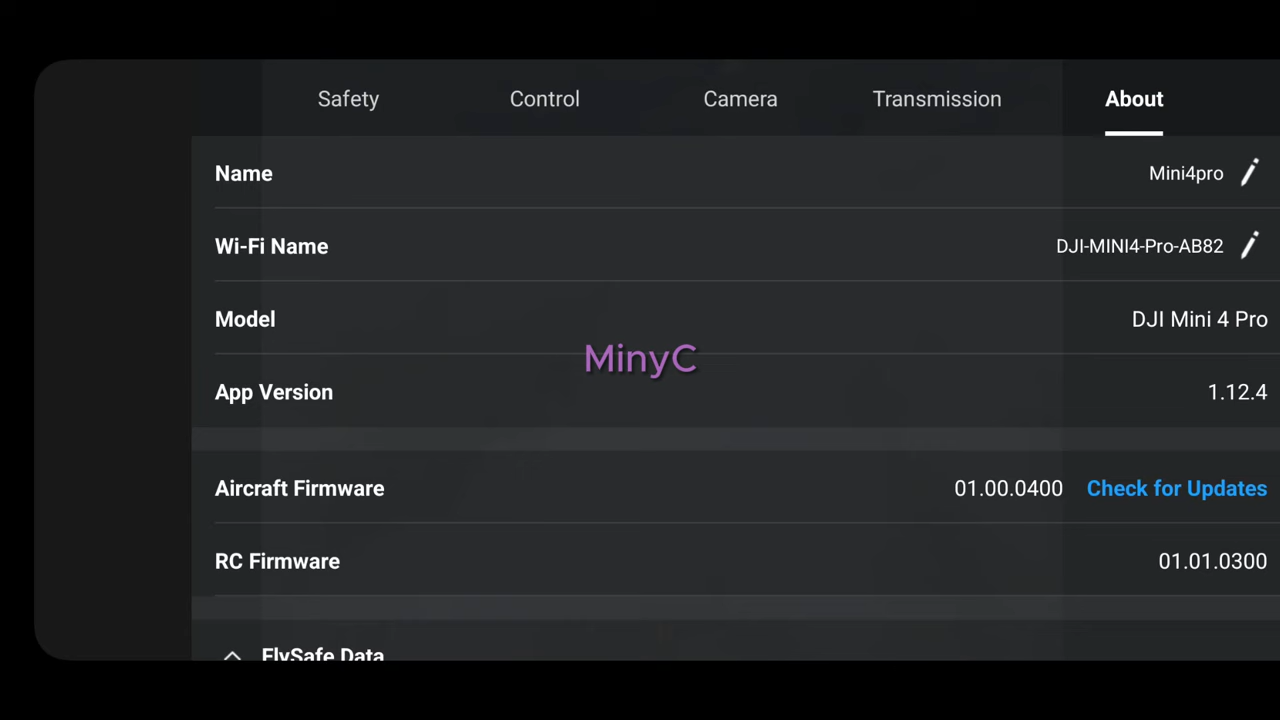 Safety Control Camera Transmission About
Name Mini4pro
Wi-Fi Name DJI-MINI4-Pro-AB82
Model DJI Mini 4 Pro
MinyC
App Version 1.12.4
Aircraft Firmware 01.00.0400 Check for Updates
RC Firmware 01.01.0300
FlySafe Data